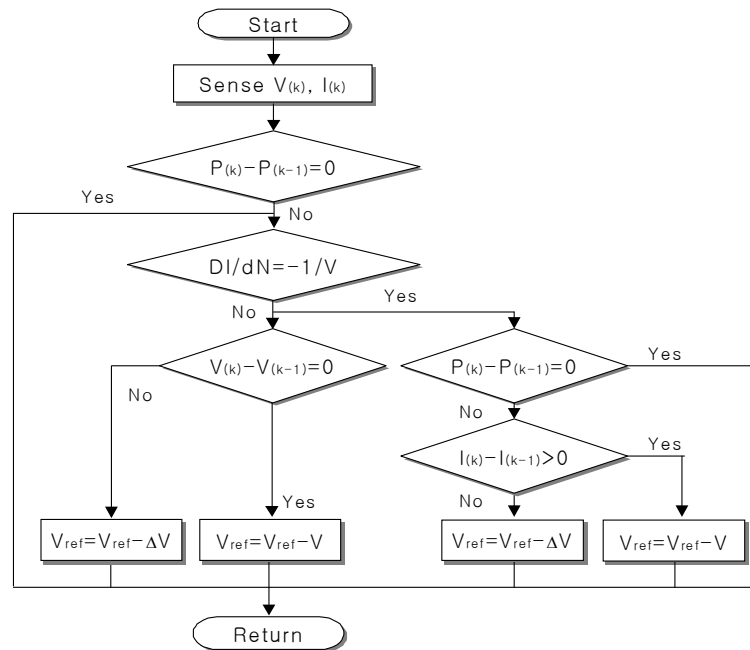 Start
Sense V(k), I(k)
P(k)-P(k-1)=0
Yes
No
DI/dN=-1/V
No
Yes
V(k)-V(k-1)=0
P(k)-P(k-1)=0
Yes
No
No
I(k)-I(k-1)>0
Yes
Yes
No
Vref=Vref-ΔV
Vref=Vref-V
Vref=Vref-ΔV
Vref=Vref-V
Return